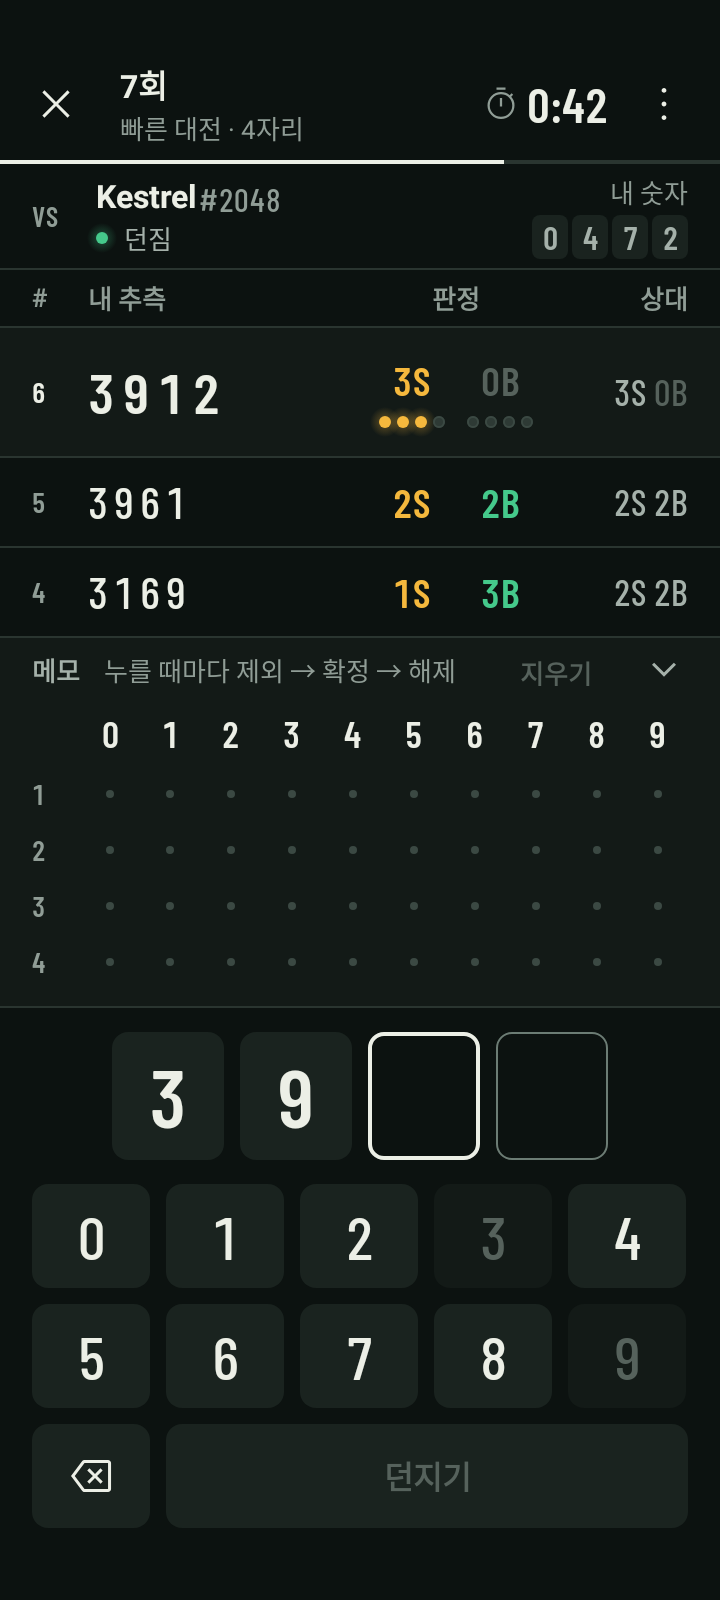 7회
빠른 대전 · 4자리
0:42
VS
Kestrel #2048
던짐
내 숫자
0 4 7 2
# 내 추측 판정 상대
6 3912 3S 0B 3S 0B
5 3961 2S 2B 2S 2B
4 3169 1S 3B 2S 2B
메모 누를 때마다 제외 → 확정 → 해제 지우기
0 1 2 3 4 5 6 7 8 9
1
2
3
4
3 9
0 1 2 3 4
5 6 7 8 9
던지기